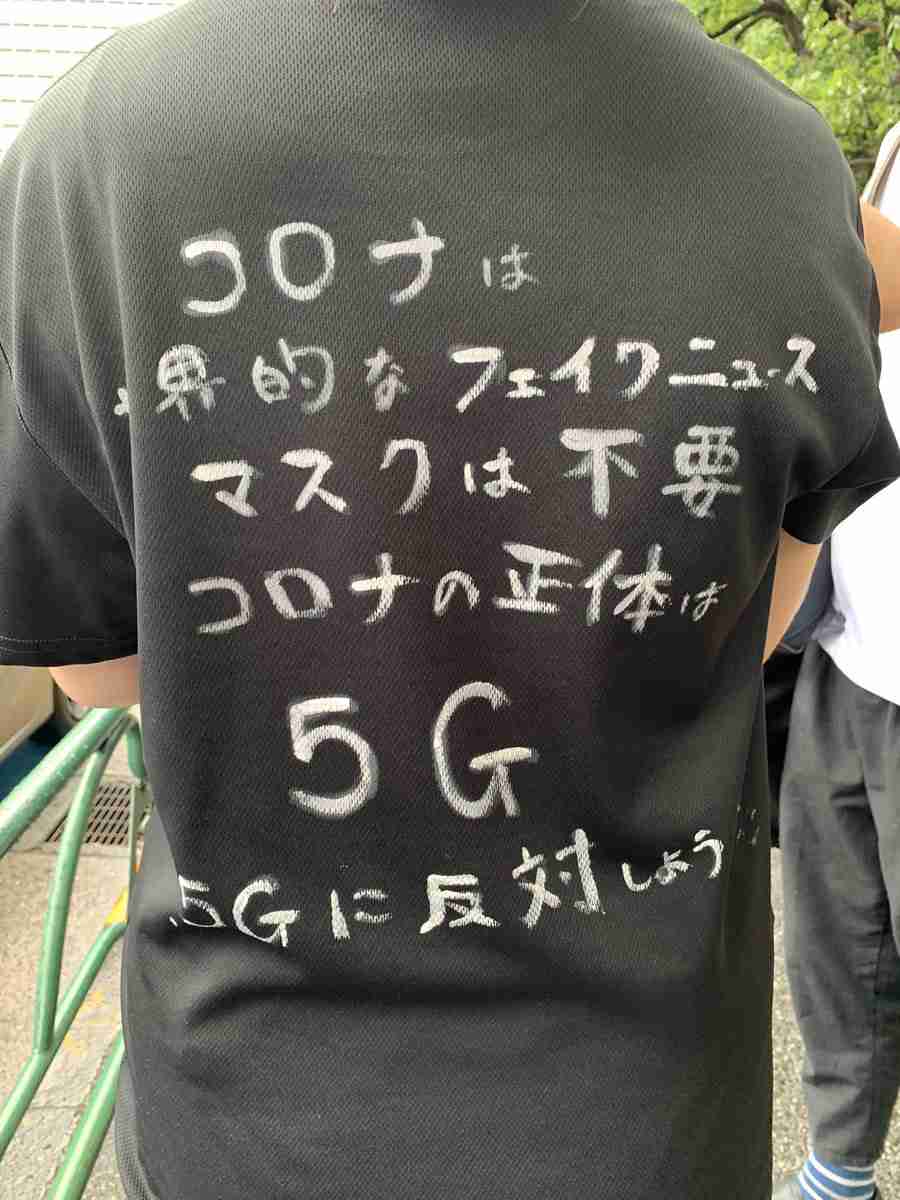 コロナは
界的なフェイクニュース
マスクは不要
コロナの正体は
5G
5Gに反対しよう